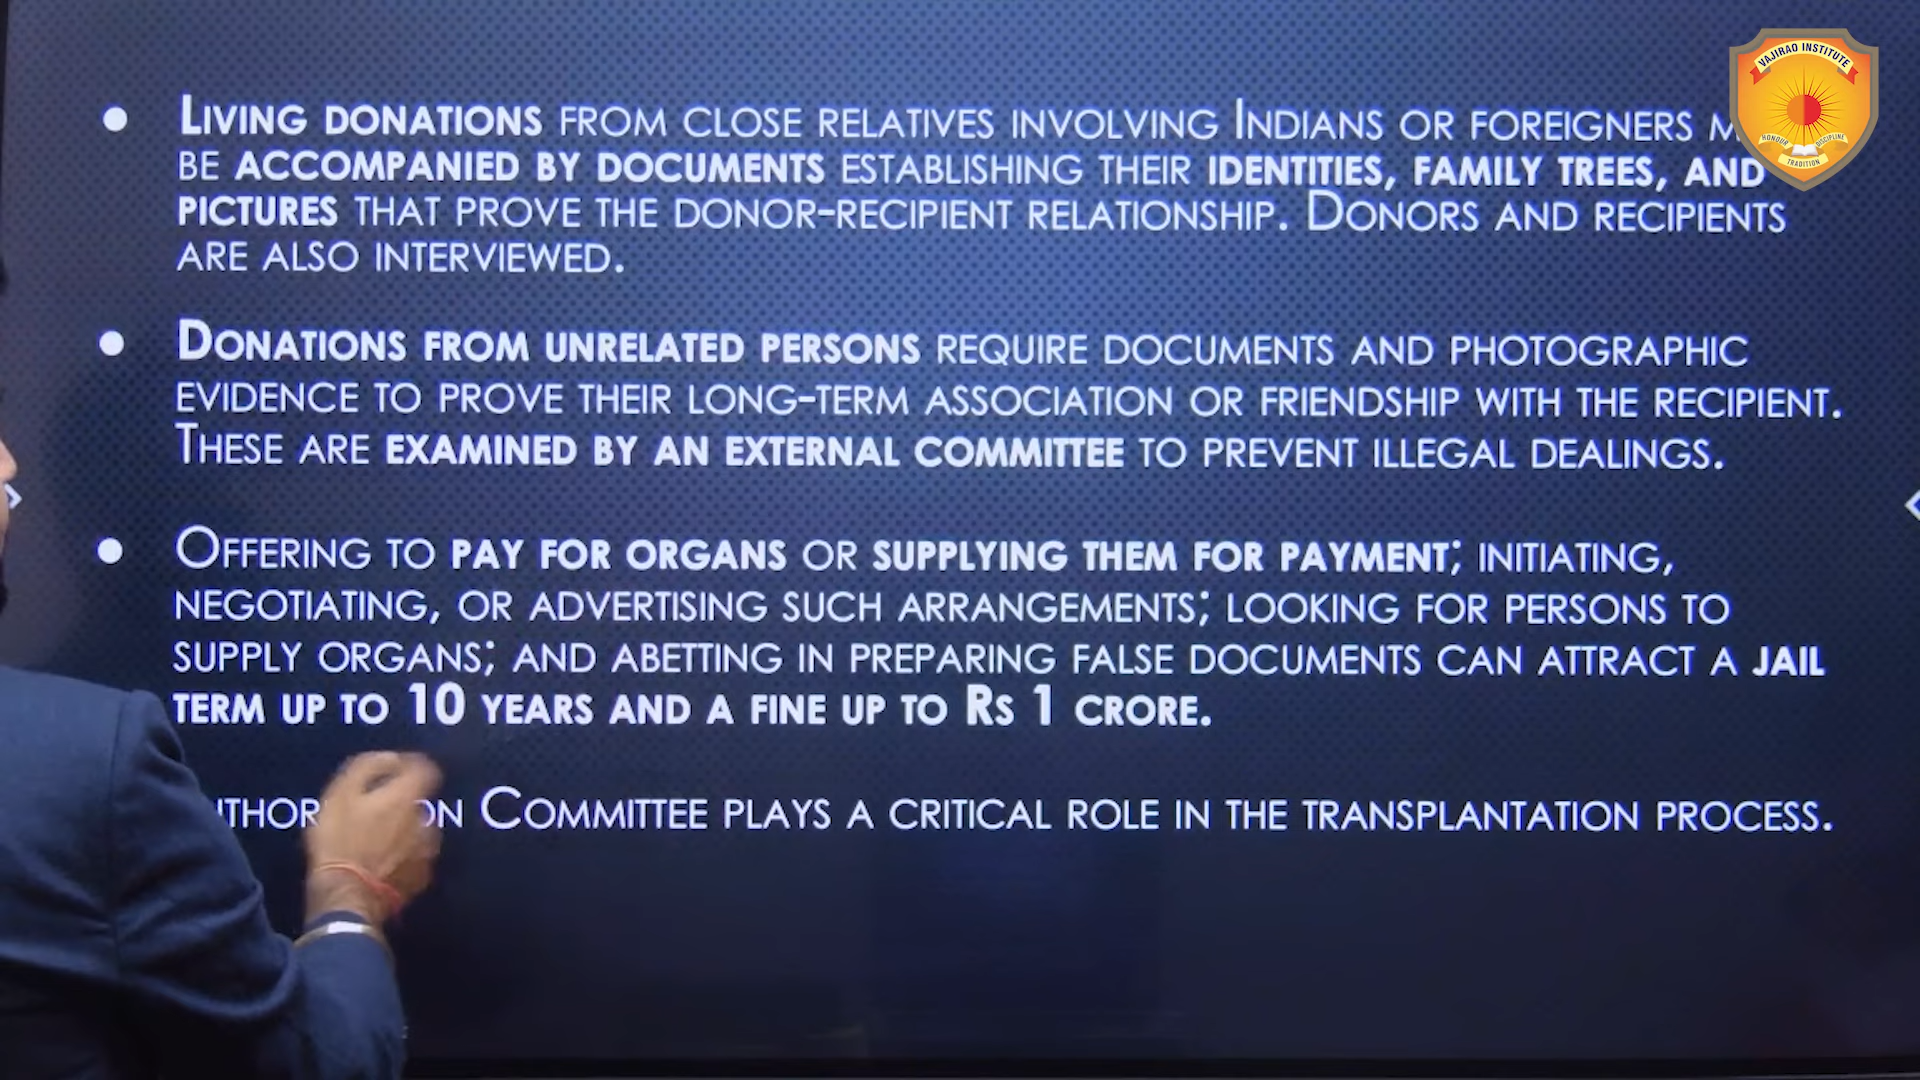 VAJIRAO INSTITUTE
HONOUR TRADITION DISCIPLINE
• LIVING DONATIONS FROM CLOSE RELATIVES INVOLVING INDIANS OR FOREIGNERS
BE ACCOMPANIED BY DOCUMENTS ESTABLISHING THEIR IDENTITIES, FAMILY TREES, AND
PICTURES THAT PROVE THE DONOR-RECIPIENT RELATIONSHIP. DONORS AND RECIPIENTS
ARE ALSO INTERVIEWED.
• DONATIONS FROM UNRELATED PERSONS REQUIRE DOCUMENTS AND PHOTOGRAPHIC
EVIDENCE TO PROVE THEIR LONG-TERM ASSOCIATION OR FRIENDSHIP WITH THE RECIPIENT.
THESE ARE EXAMINED BY AN EXTERNAL COMMITTEE TO PREVENT ILLEGAL DEALINGS.
• OFFERING TO PAY FOR ORGANS OR SUPPLYING THEM FOR PAYMENT; INITIATING,
NEGOTIATING, OR ADVERTISING SUCH ARRANGEMENTS; LOOKING FOR PERSONS TO
SUPPLY ORGANS; AND ABETTING IN PREPARING FALSE DOCUMENTS CAN ATTRACT A JAIL
TERM UP TO 10 YEARS AND A FINE UP TO RS 1 CRORE.
COMMITTEE PLAYS A CRITICAL ROLE IN THE TRANSPLANTATION PROCESS.